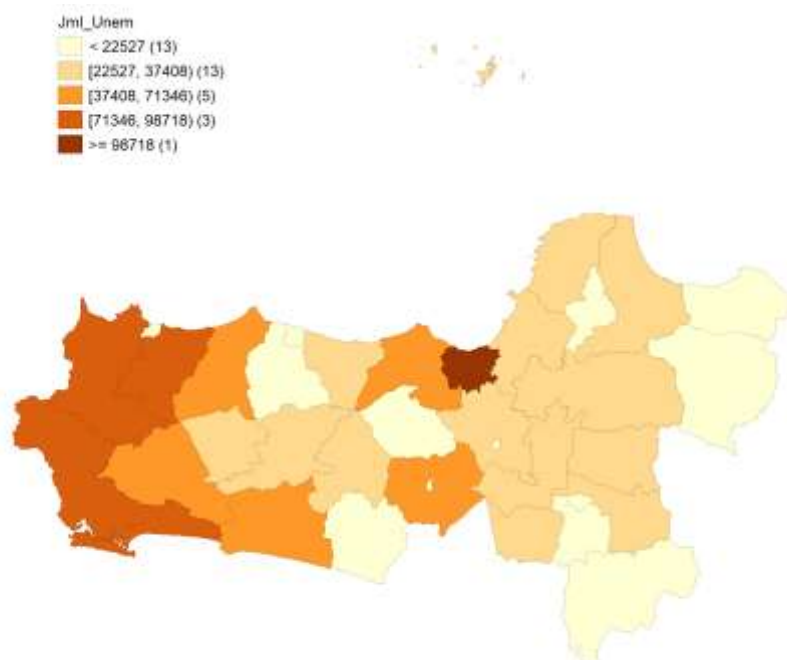 Jml_Unem
< 22527 (13)
[22527, 37408) (13)
[37408, 71346) (5)
[71346, 98718) (3)
>= 98718 (1)